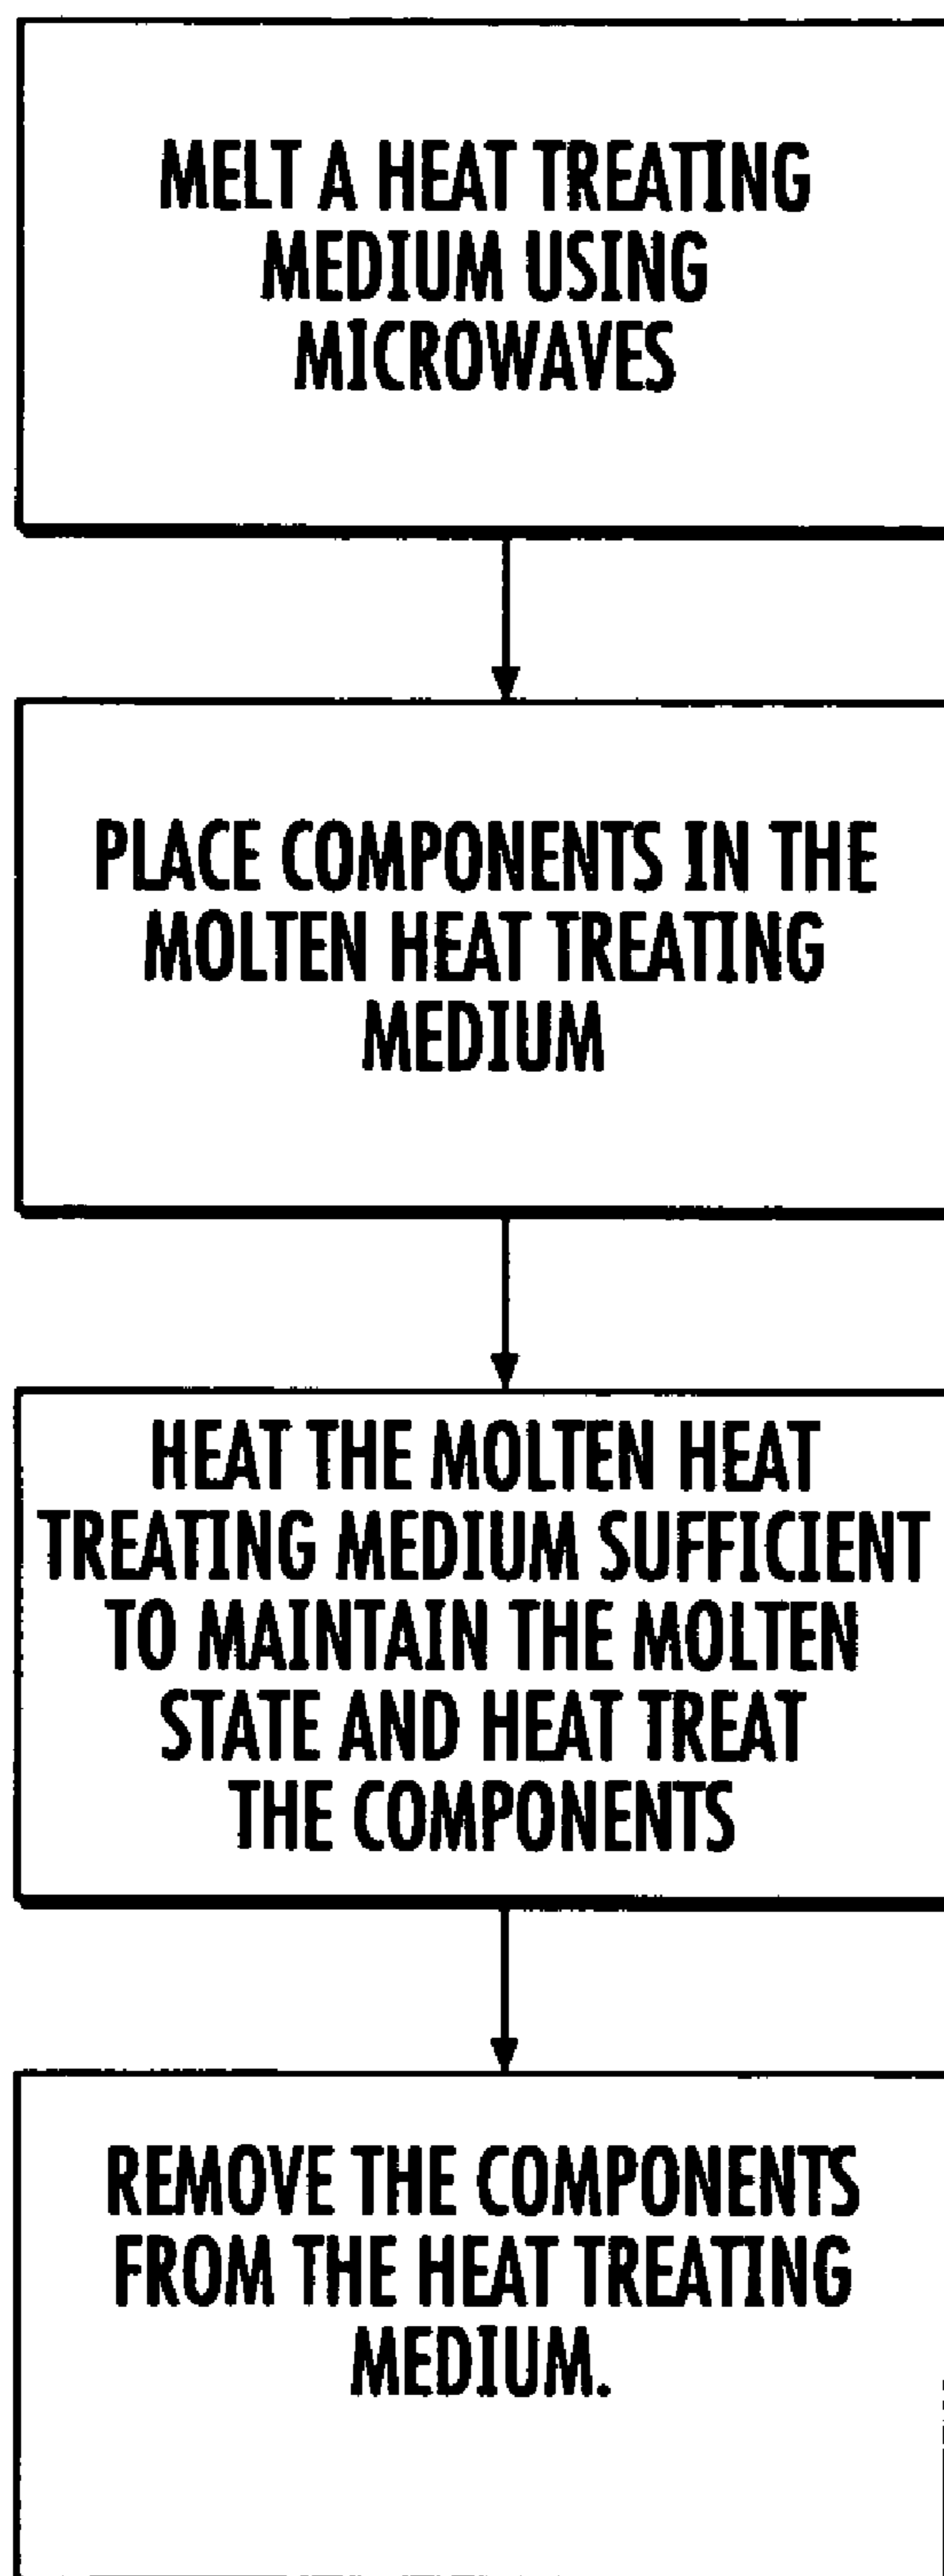 MELT A HEAT TREATING
MEDIUM USING
MICROWAVES
PLACE COMPONENTS IN THE
MOLTEN HEAT TREATING
MEDIUM
HEAT THE MOLTEN HEAT
TREATING MEDIUM SUFFICIENT
TO MAINTAIN THE MOLTEN
STATE AND HEAT TREAT
THE COMPONENTS
REMOVE THE COMPONENTS
FROM THE HEAT TREATING
MEDIUM.